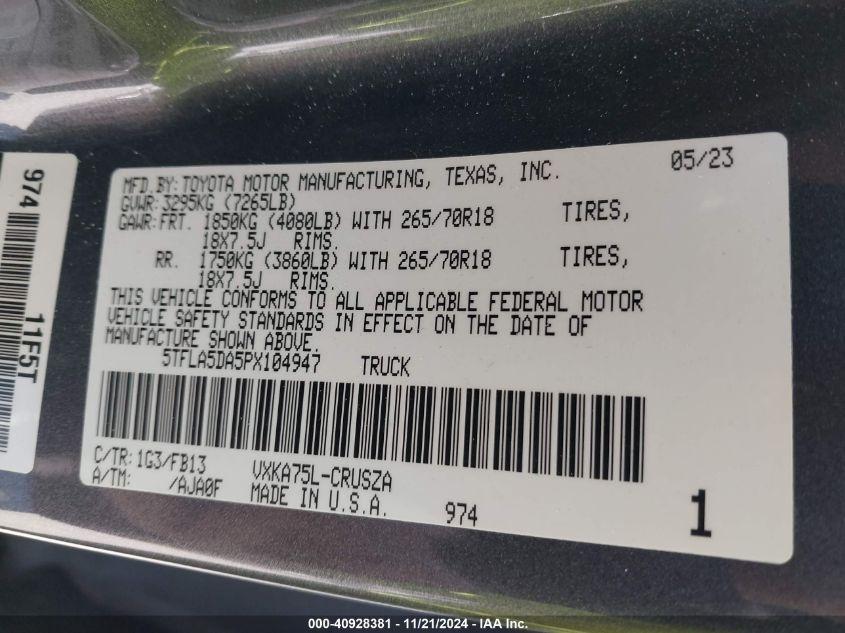 974
11F5T
MFD.BY:TOYOTA MOTOR MANUFACTURING, TEXAS, INC. 05/23
GVWR:3295KG (7265LB)
GAWR:FRT. 1850KG (4080LB) WITH 265/70R18 TIRES,
18X7.5J RIMS.
RR. 1750KG (3860LB) WITH 265/70R18 TIRES,
18X7.5J RIMS.
THIS VEHICLE CONFORMS TO ALL APPLICABLE FEDERAL MOTOR
VEHICLE SAFETY STANDARDS IN EFFECT ON THE DATE OF
MANUFACTURE SHOWN ABOVE.
5TFLA5DA5PX104947 TRUCK
C/TR:1G3/FB13 VXKA75L-CRUSZA
A/TM: /AJA0F MADE IN U.S.A. 974 1
000-40928381 - 11/21/2024 - IAA Inc.